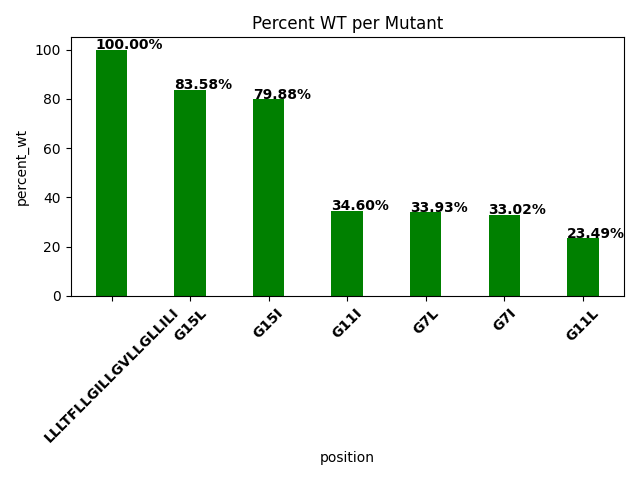 Percent WT per Mutant
percent_wt
100
80
60
40
20
0
100.00%
83.58%
79.88%
34.60%
33.93%
33.02%
23.49%
LLLTFLLGILLGVLLGLLILI
G15L
G15I
G11I
G7L
G7I
G11L
position